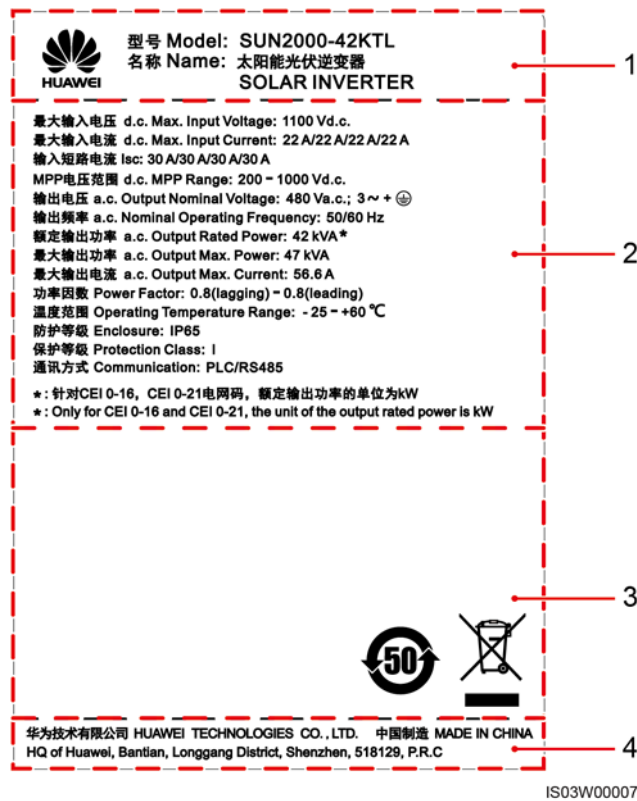 HUAWEI
型号 Model: SUN2000-42KTL
名称 Name: 太阳能光伏逆变器
SOLAR INVERTER
1
最大输入电压 d.c. Max. Input Voltage: 1100 Vd.c.
最大输入电流 d.c. Max. Input Current: 22 A/22 A/22 A/22 A
输入短路电流 Isc: 30 A/30 A/30 A/30 A
MPP电压范围 d.c. MPP Range: 200 - 1000 Vd.c.
输出电压 a.c. Output Nominal Voltage: 480 Va.c.; 3～ + ⏚
输出频率 a.c. Nominal Operating Frequency: 50/60 Hz
额定输出功率 a.c. Output Rated Power: 42 kVA*
最大输出功率 a.c. Output Max. Power: 47 kVA
最大输出电流 a.c. Output Max. Current: 56.6 A
功率因数 Power Factor: 0.8(lagging) - 0.8(leading)
温度范围 Operating Temperature Range: - 25 - +60 ℃
防护等级 Enclosure: IP65
保护等级 Protection Class: I
通讯方式 Communication: PLC/RS485
*: 针对CEI 0-16, CEI 0-21电网码, 额定输出功率的单位为kW
*: Only for CEI 0-16 and CEI 0-21, the unit of the output rated power is kW
2
3
50
华为技术有限公司 HUAWEI TECHNOLOGIES CO., LTD. 中国制造 MADE IN CHINA
HQ of Huawei, Bantian, Longgang District, Shenzhen, 518129, P.R.C
4
IS03W00007